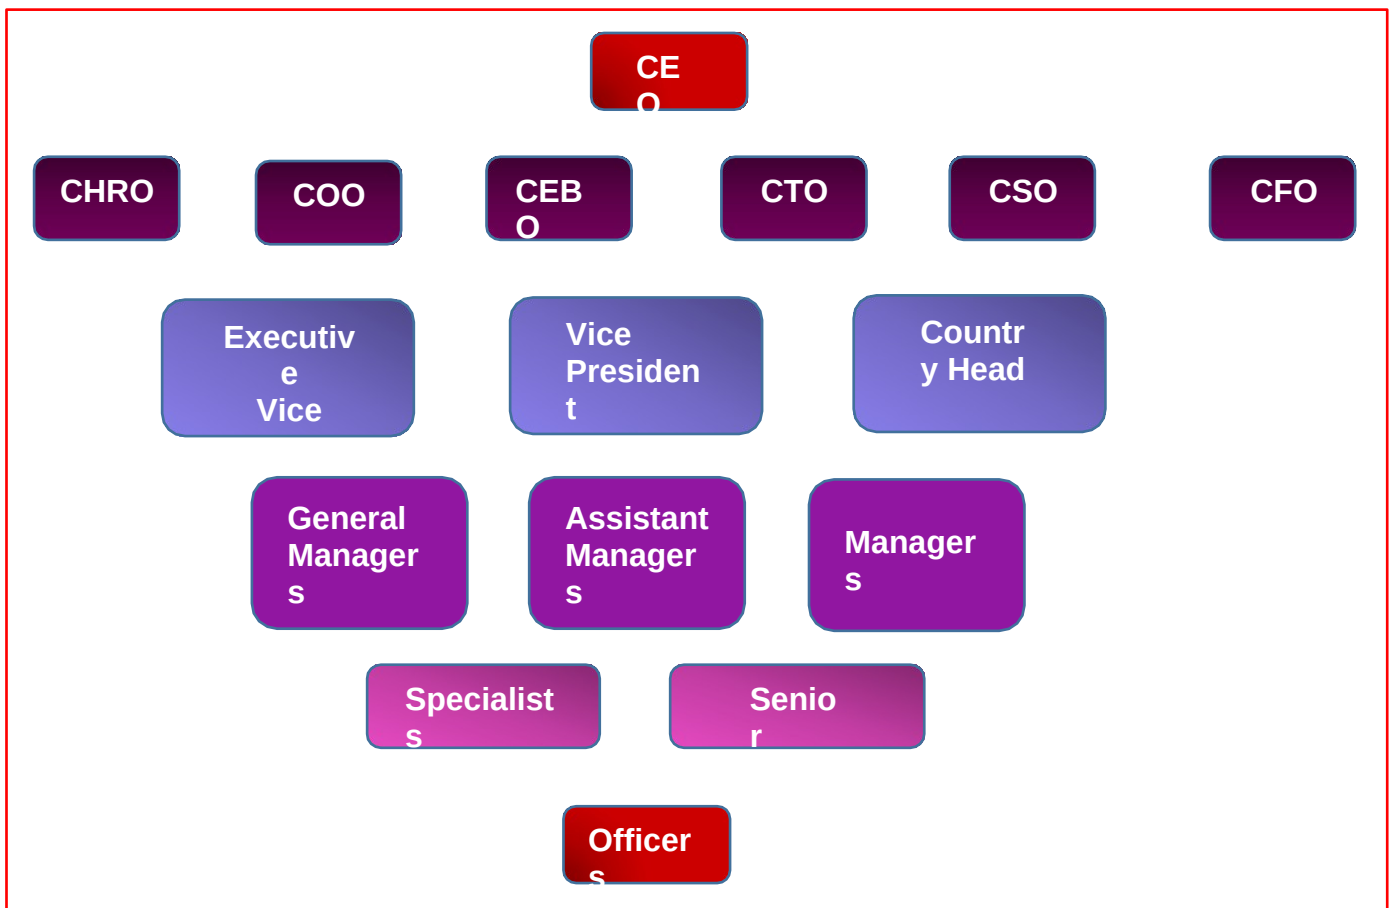 CE
O
CHRO
COO
CEB
O
CTO
CSO
CFO
Executiv
e
Vice
Vice
Presiden
t
Countr
y Head
General
Manager
s
Assistant
Manager
s
Manager
s
Specialist
s
Senio
r
Officer
s